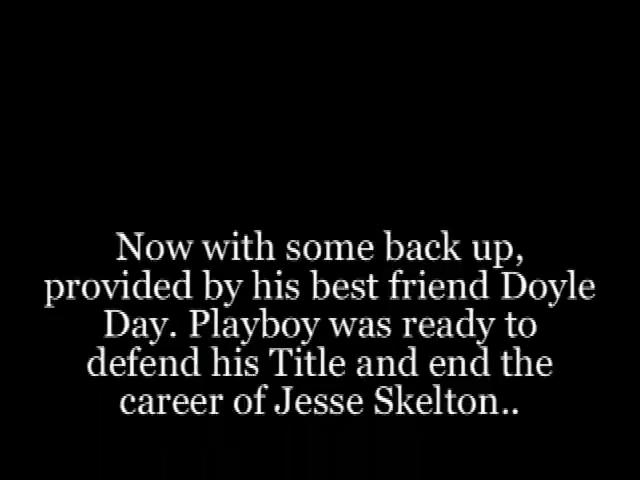 Now with some back up,
provided by his best friend Doyle
Day. Playboy was ready to
defend his Title and end the
career of Jesse Skelton..